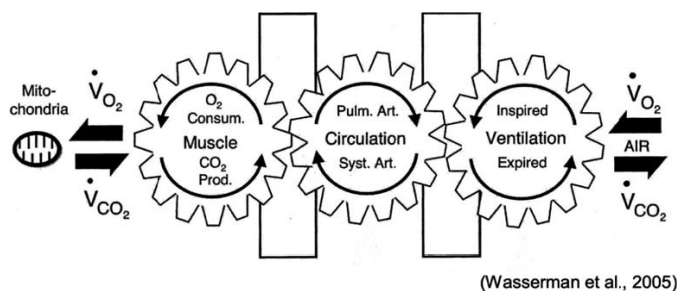 Mito-
chondria
V̇O₂
V̇CO₂
O₂
Consum.
Muscle
CO₂
Prod.
Pulm. Art.
Circulation
Syst. Art.
Inspired
Ventilation
Expired
V̇O₂
AIR
V̇CO₂
(Wasserman et al., 2005)